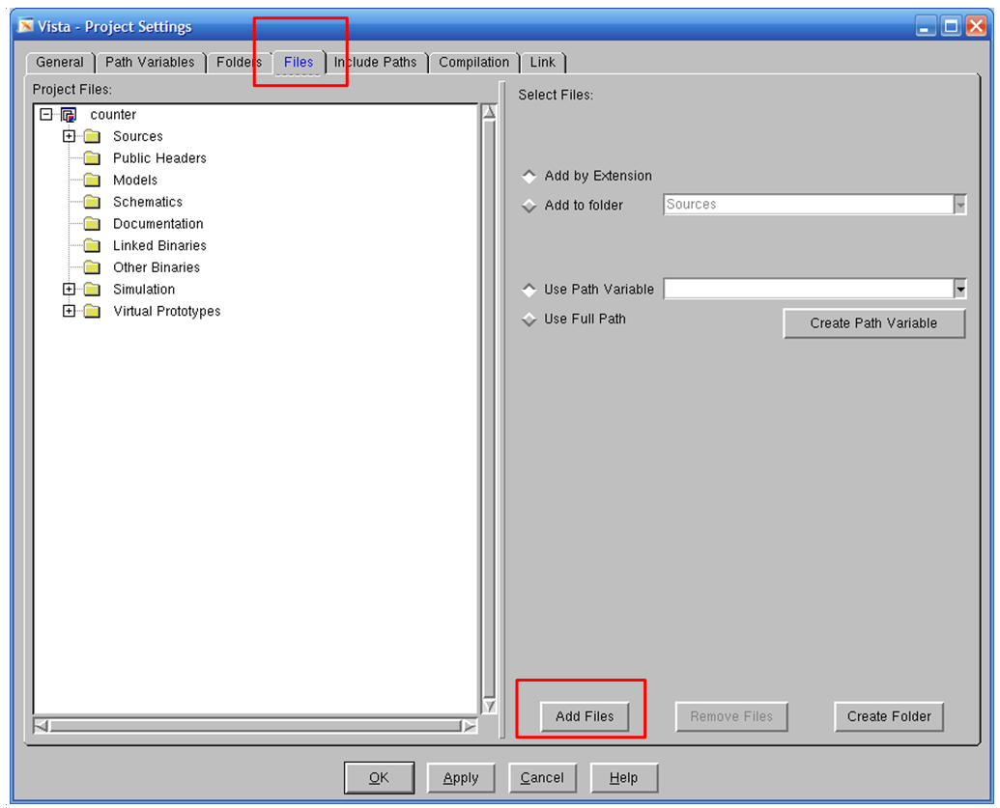 Vista - Project Settings
General Path Variables Folders Files Include Paths Compilation Link
Project Files:
counter
Sources
Public Headers
Models
Schematics
Documentation
Linked Binaries
Other Binaries
Simulation
Virtual Prototypes
Select Files:
Add by Extension
Add to folder Sources
Use Path Variable
Use Full Path
Create Path Variable
Add Files Remove Files Create Folder
OK Apply Cancel Help